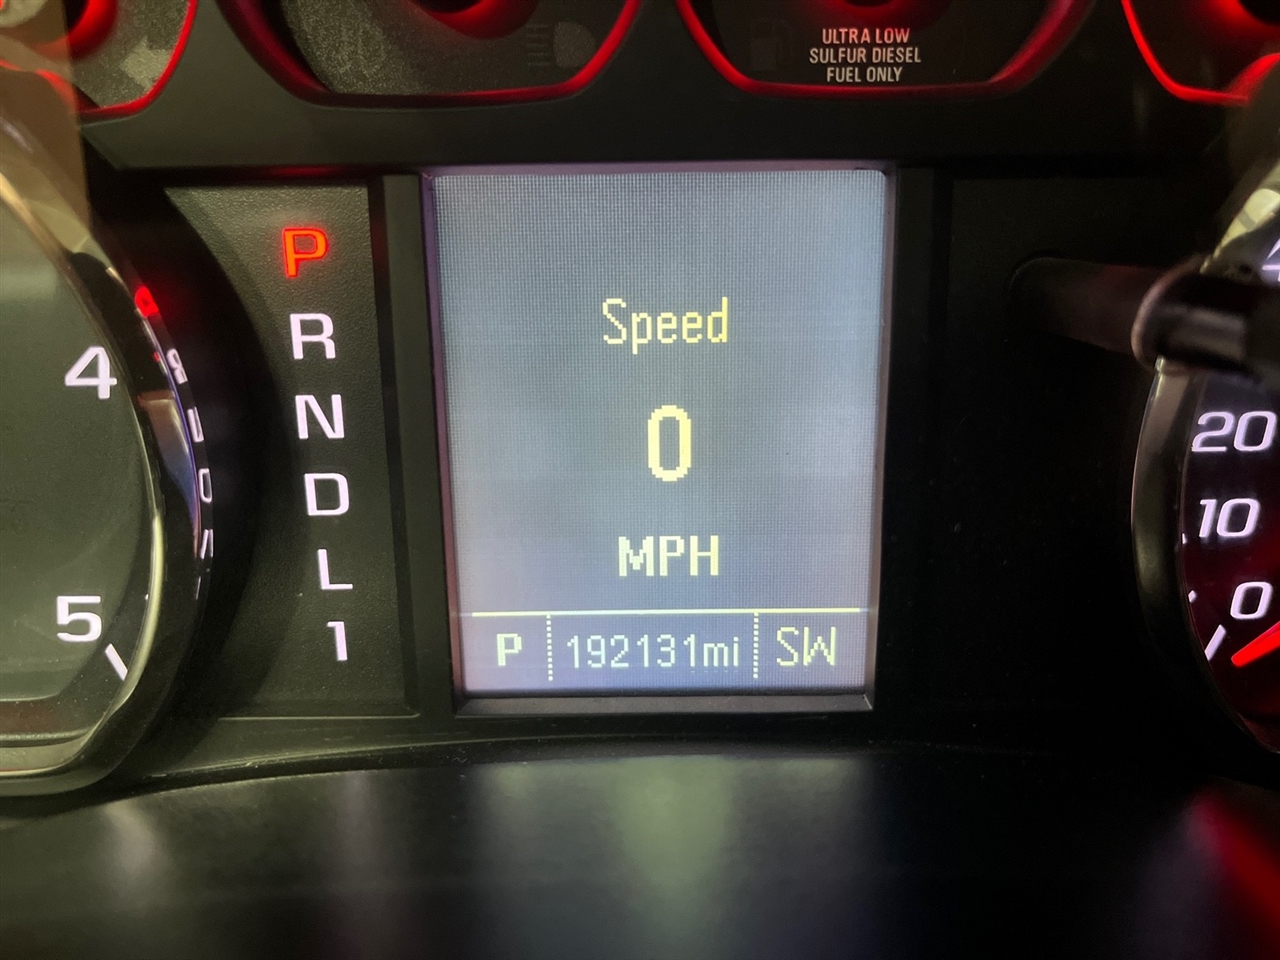 ULTRA LOW
SULFUR DIESEL
FUEL ONLY
P
R
N
D
L
1
4
5
Speed
0
MPH
P 192131mi SW
20
10
0